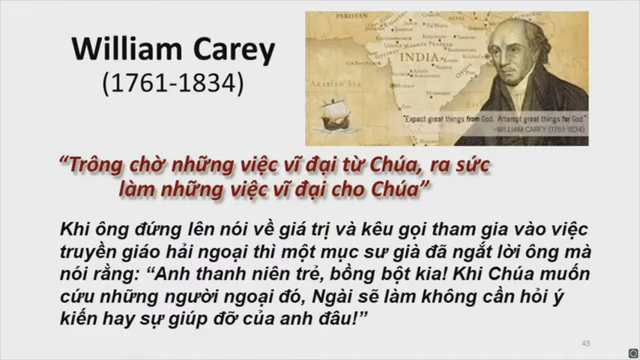 William Carey
(1761-1834)
PAKISTAN
INDIA
"Expect great things from God. Attempt great things for God."
~WILLIAM CAREY (1761-1834)
“Trông chờ những việc vĩ đại từ Chúa, ra sức
làm những việc vĩ đại cho Chúa”
Khi ông đứng lên nói về giá trị và kêu gọi tham gia vào việc
truyền giáo hải ngoại thì một mục sư già đã ngắt lời ông mà
nói rằng: “Anh thanh niên trẻ, bồng bột kia! Khi Chúa muốn
cứu những người ngoại đó, Ngài sẽ làm không cần hỏi ý
kiến hay sự giúp đỡ của anh đâu!”
43